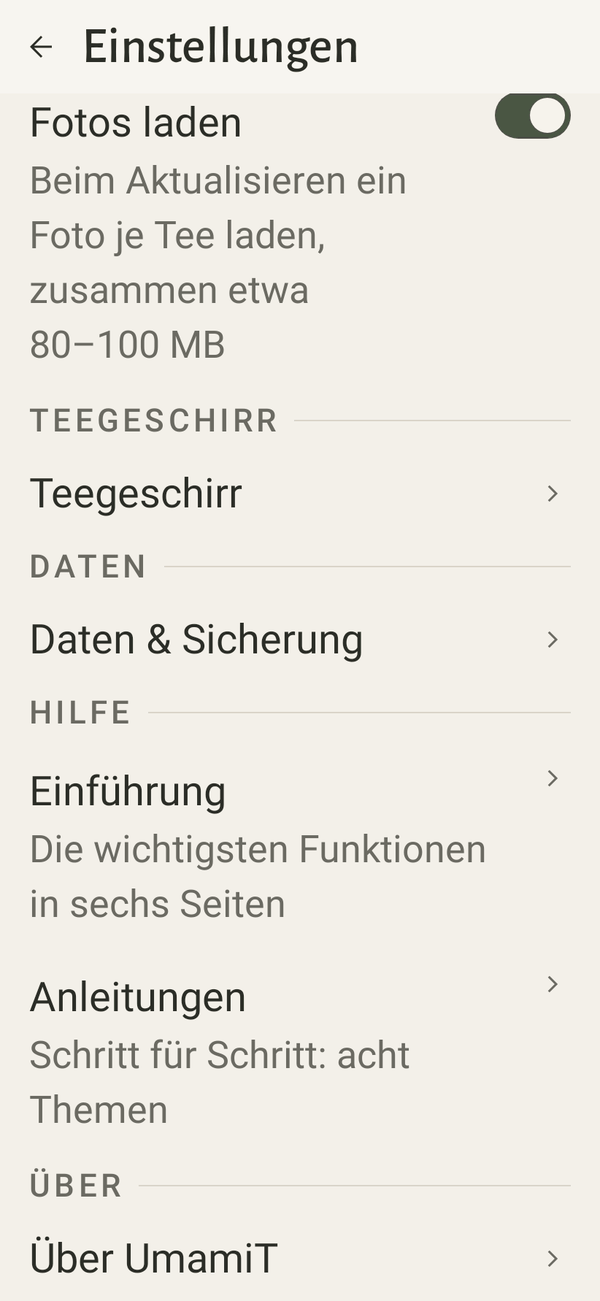 Einstellungen
Fotos laden
Beim Aktualisieren ein
Foto je Tee laden,
zusammen etwa
80–100 MB
TEEGESCHIRR
Teegeschirr
DATEN
Daten & Sicherung
HILFE
Einführung
Die wichtigsten Funktionen
in sechs Seiten
Anleitungen
Schritt für Schritt: acht
Themen
ÜBER
Über UmamiT